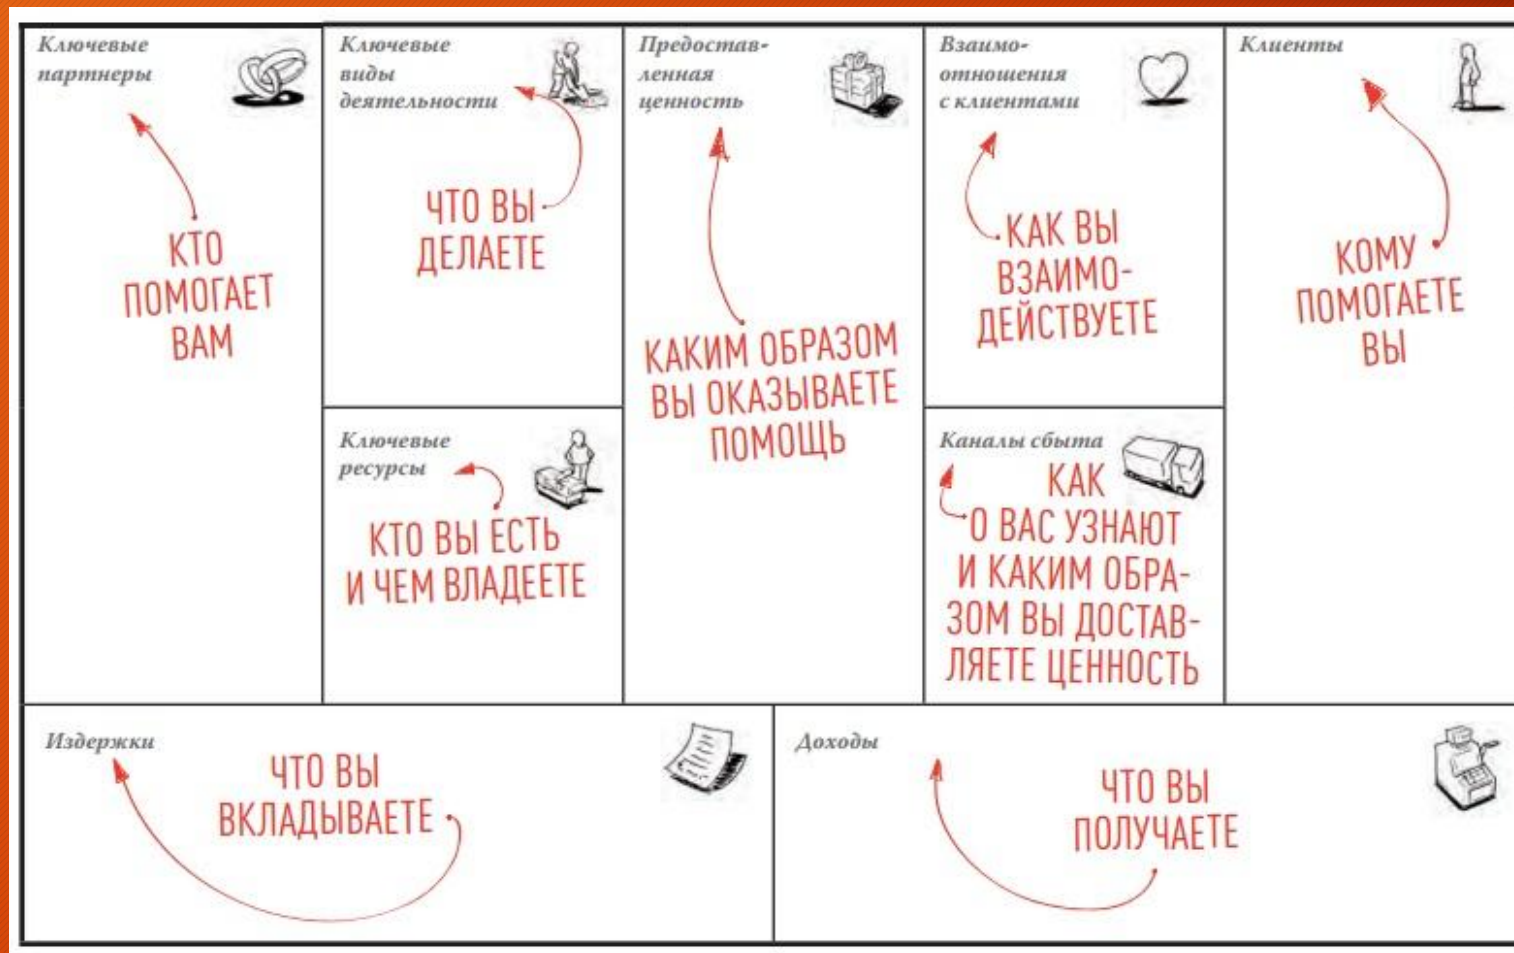 Ключевые
партнеры
КТО
ПОМОГАЕТ
ВАМ
Ключевые
виды
деятельности
ЧТО ВЫ
ДЕЛАЕТЕ
Ключевые
ресурсы
КТО ВЫ ЕСТЬ
И ЧЕМ ВЛАДЕЕТЕ
Предостав-
ленная
ценность
КАКИМ ОБРАЗОМ
ВЫ ОКАЗЫВАЕТЕ
ПОМОЩЬ
Взаимо-
отношения
с клиентами
КАК ВЫ
ВЗАИМО-
ДЕЙСТВУЕТЕ
Каналы сбыта
КАК
О ВАС УЗНАЮТ
И КАКИМ ОБРА-
ЗОМ ВЫ ДОСТАВ-
ЛЯЕТЕ ЦЕННОСТЬ
Клиенты
КОМУ
ПОМОГАЕТЕ
ВЫ
Издержки
ЧТО ВЫ
ВКЛАДЫВАЕТЕ
Доходы
ЧТО ВЫ
ПОЛУЧАЕТЕ